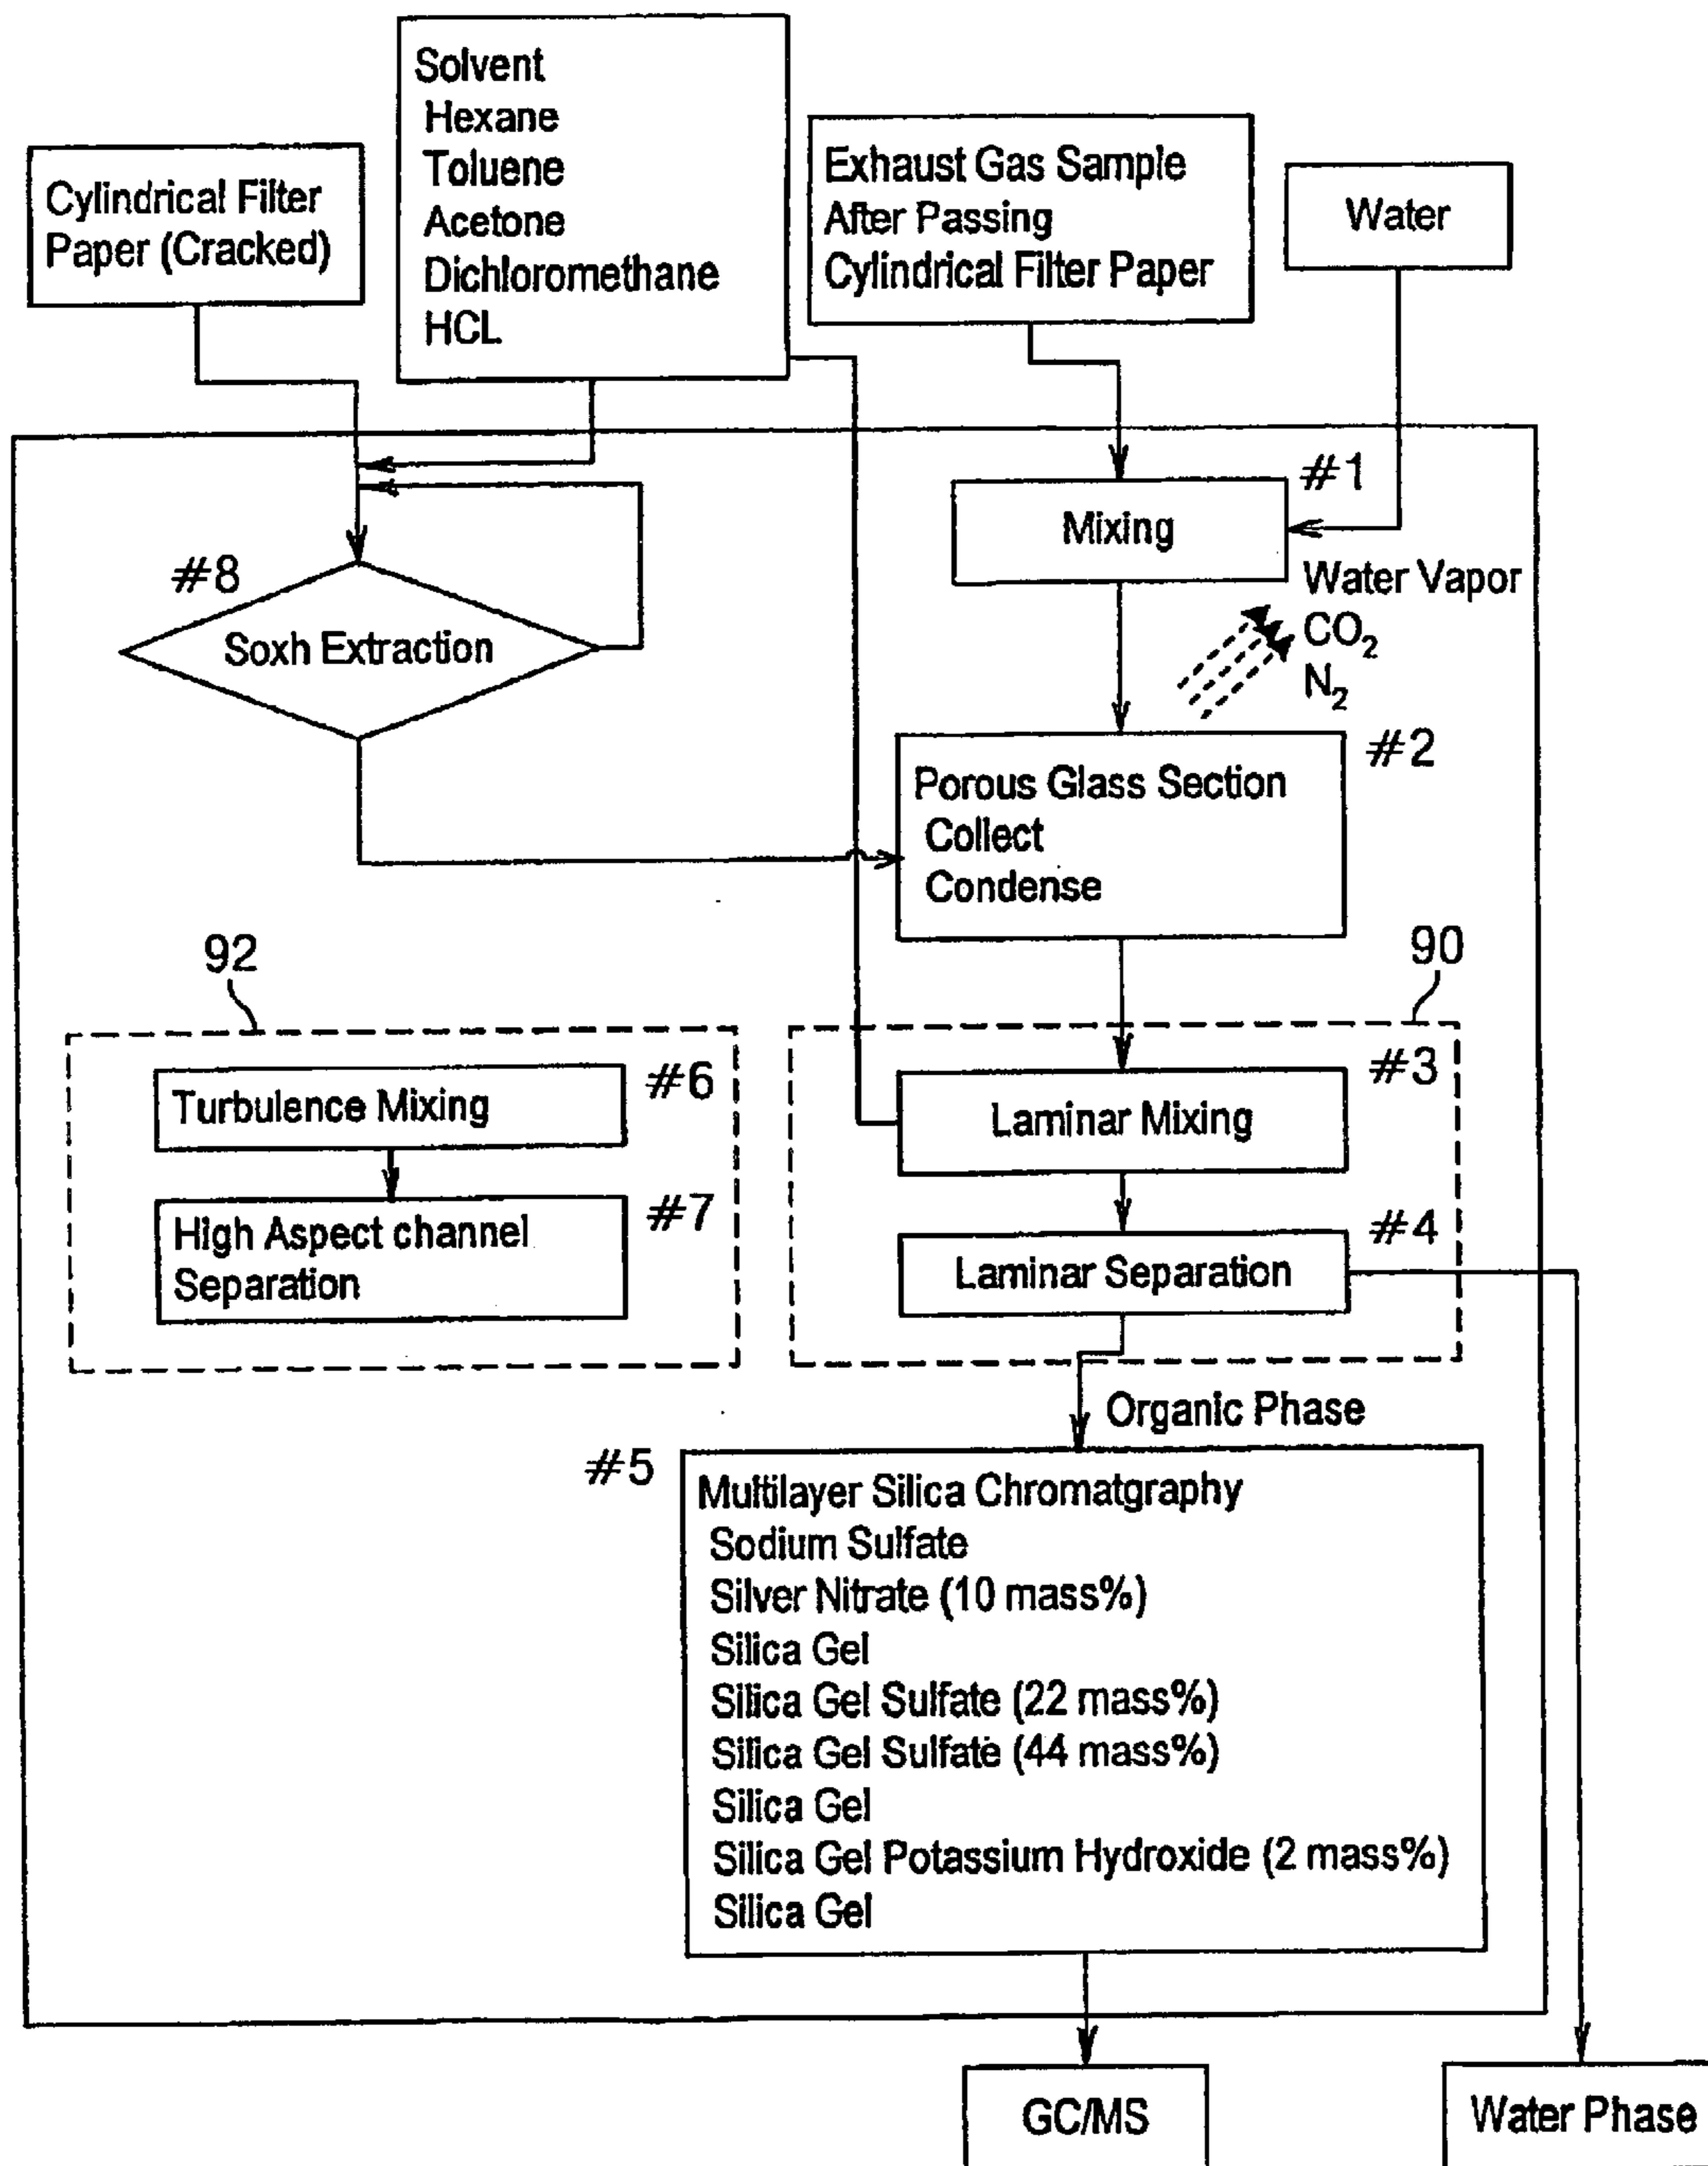 Solvent
Hexane
Toluene
Acetone
Dichloromethane
HCL
Cylindrical Filter
Paper (Cracked)
Exhaust Gas Sample
After Passing
Cylindrical Filter Paper
Water
#1
Mixing
Water Vapor
CO2
N2
#8
Soxh Extraction
#2
Porous Glass Section
Collect
Condense
92
90
#6
Turbulence Mixing
#7
High Aspect channel
Separation
#3
Laminar Mixing
#4
Laminar Separation
Organic Phase
#5
Multilayer Silica Chromatgraphy
Sodium Sulfate
Silver Nitrate (10 mass%)
Silica Gel
Silica Gel Sulfate (22 mass%)
Silica Gel Sulfate (44 mass%)
Silica Gel
Silica Gel Potassium Hydroxide (2 mass%)
Silica Gel
GC/MS
Water Phase